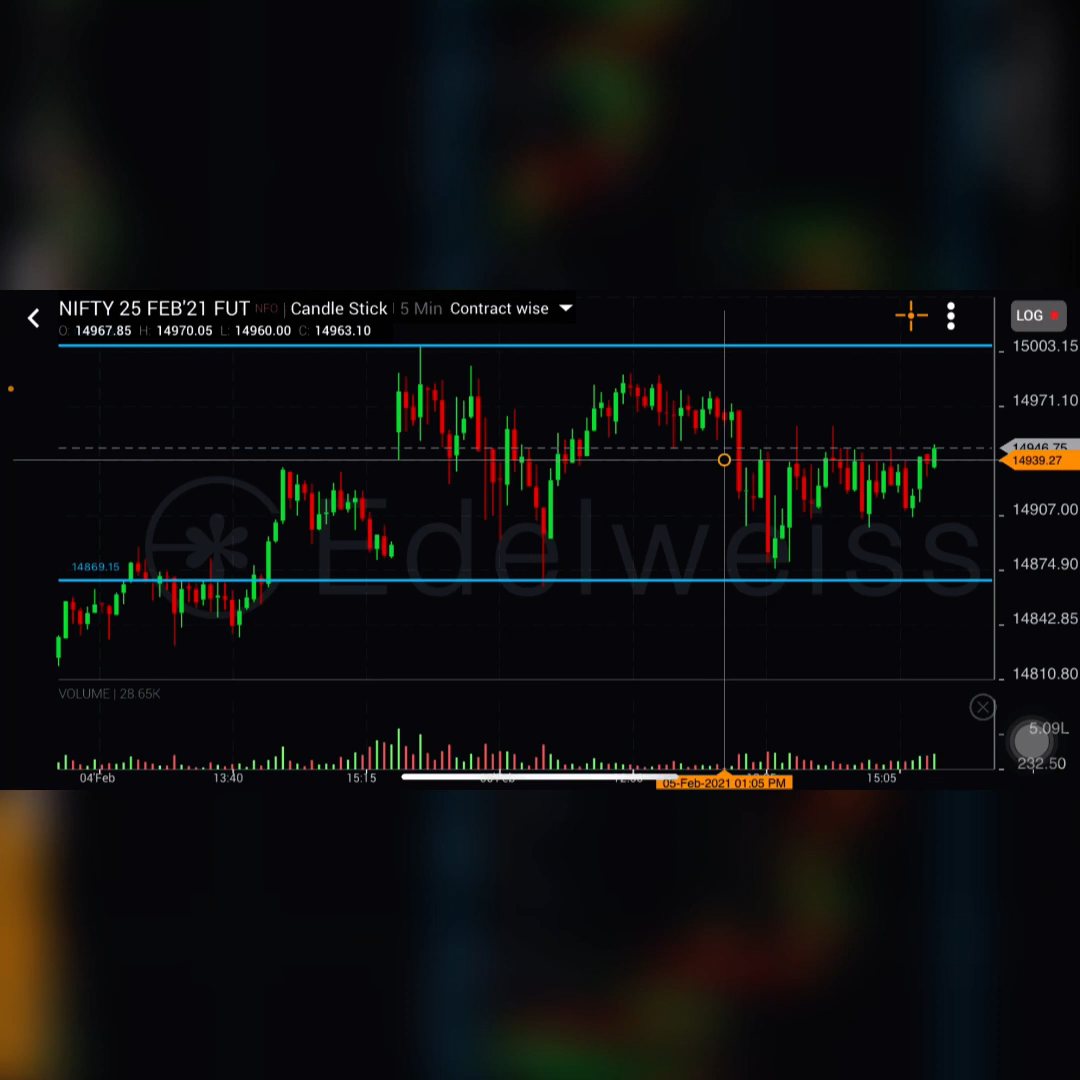 NIFTY 25 FEB'21 FUT NFO | Candle Stick | 5 Min Contract wise
O: 14967.85 H: 14970.05 L: 14960.00 C: 14963.10
LOG
15003.15
14971.10
14946.75
14939.27
14907.00
14874.90
14869.15
14842.85
14810.80
Edelweiss
VOLUME | 28.65K
5.09L
232.50
04'Feb 13:40 15:15 15:05
05-Feb-2021 01:05 PM